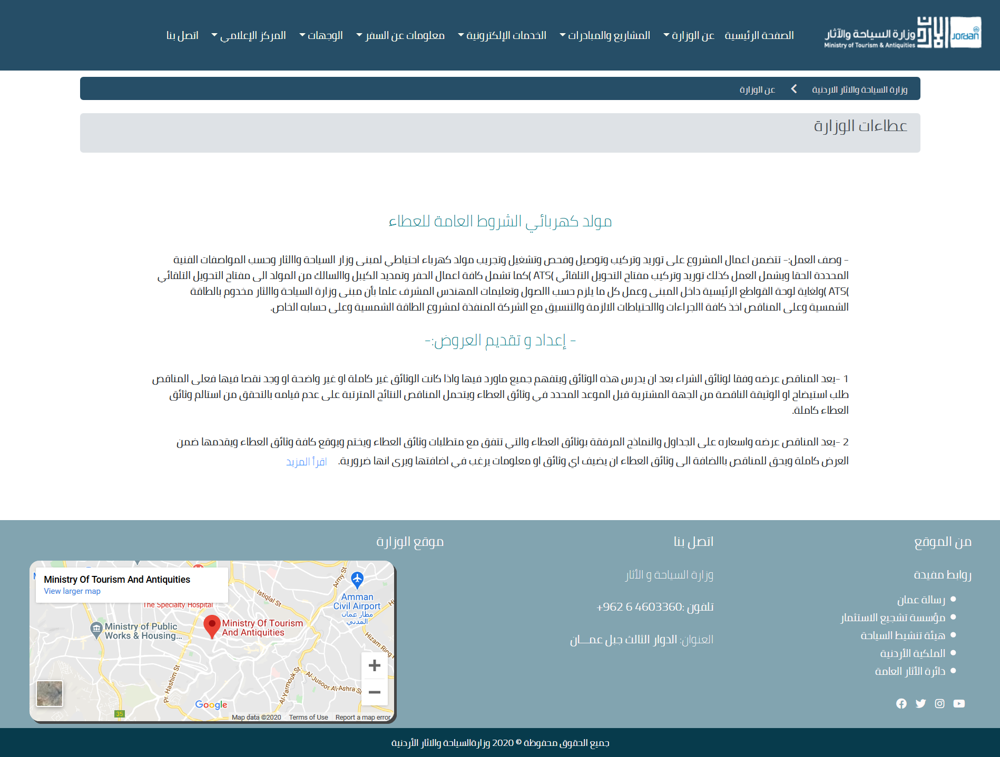 Jordan الأردن وزارة السياحة والآثار
Ministry of Tourism & Antiquities
الصفحة الرئيسية عن الوزارة المشاريع والمبادرات الخدمات الإلكترونية معلومات عن السفر الوجهات المركز الإعلامي اتصل بنا
وزارة السياحة والاثار الاردنية عن الوزارة
عطاءات الوزارة
مولد كهربائي الشروط العامة للعطاء
- وصف العمل:- تتضمن اعمال المشروع على توريد وتركيب وتوصيل وفحص وتشغيل وتجريب مولد كهرباء احتياطي لمبنى وزار السياحة واالثار وحسب المواصفات الفنية
المحددة الحقا ويشمل العمل كذلك توريد وتركيب مفتاح التحويل التلقائي )ATS )كما تشمل كافة اعمال الحفر وتمديد الكيبل واالسالك من المولد الى مفتاح التحويل التلقائي
)ATS )ولغاية لوحة القواطع الرئيسية داخل المبنى وعمل كل ما يلزم حسب االصول وتعليمات المهندس المشرف علما بأن مبنى وزارة السياحة واالثار مخدوم بالطاقة
الشمسية وعلى المناقص اخذ كافة االجراءات واالحتياطات الالزمة والتنسيق مع الشركة المنفذة لمشروع الطاقة الشمسية وعلى حسابه الخاص.
- إعداد و تقديم العروض:-
1 -يعد المناقص عرضه وفقا لوثائق الشراء بعد ان يدرس هذه الوثائق ويتفهم جميع ماورد فيها واذا كانت الوثائق غير كاملة او غير واضحة او وجد نقصا فيها فعلى المناقص
طلب استيضاح او الوثيقة الناقصة من الجهة المشترية قبل الموعد المحدد في وثائق العطاء ويتحمل المناقص النتائج المترتبة على عدم قيامه بالتحقق من استالم وثائق
العطاء كاملة.
2 -يعد المناقص عرضه واسعاره على الجداول والنماذج المرفقة بوثائق العطاء والتي تتفق مع متطلبات وثائق العطاء ويختم ويوقع كافة وثائق العطاء ويقدمها ضمن
العرض كاملة ويحق للمناقص باالضافة الى وثائق العطاء ان يضيف اي وثائق او معلومات يرغب في اضافتها ويرى انها ضرورية. اقرأ المزيد
من الموقع
روابط مفيدة
رسالة عمان
مؤسسة تشجيع الاستثمار
هيئة تنشيط السياحة
الملكية الأردنية
دائرة الأثار العامة
اتصل بنا
وزارة السياحة و الأثار
تلفون :4603360 6 962+
العنوان: الدوار الثالث جبل عمـــان
موقع الوزارة
Ministry Of Tourism And Antiquities
View larger map
The Specialty Hospital
Ministry of Public
Works & Housing...
Ministry Of Tourism
And Antiquities
Istiqlal St
Army St
Amman
Civil Airport
مطار عمان
المدني
Hizam Ring
Pr. Hashim St
Al-Yarmouk St
Al-Jusoor Al-Ashra St
35
Google
Map data ©2020 Terms of Use Report a map error
جميع الحقوق محفوظة © 2020 وزارةالسياحة والاثار الأردنية